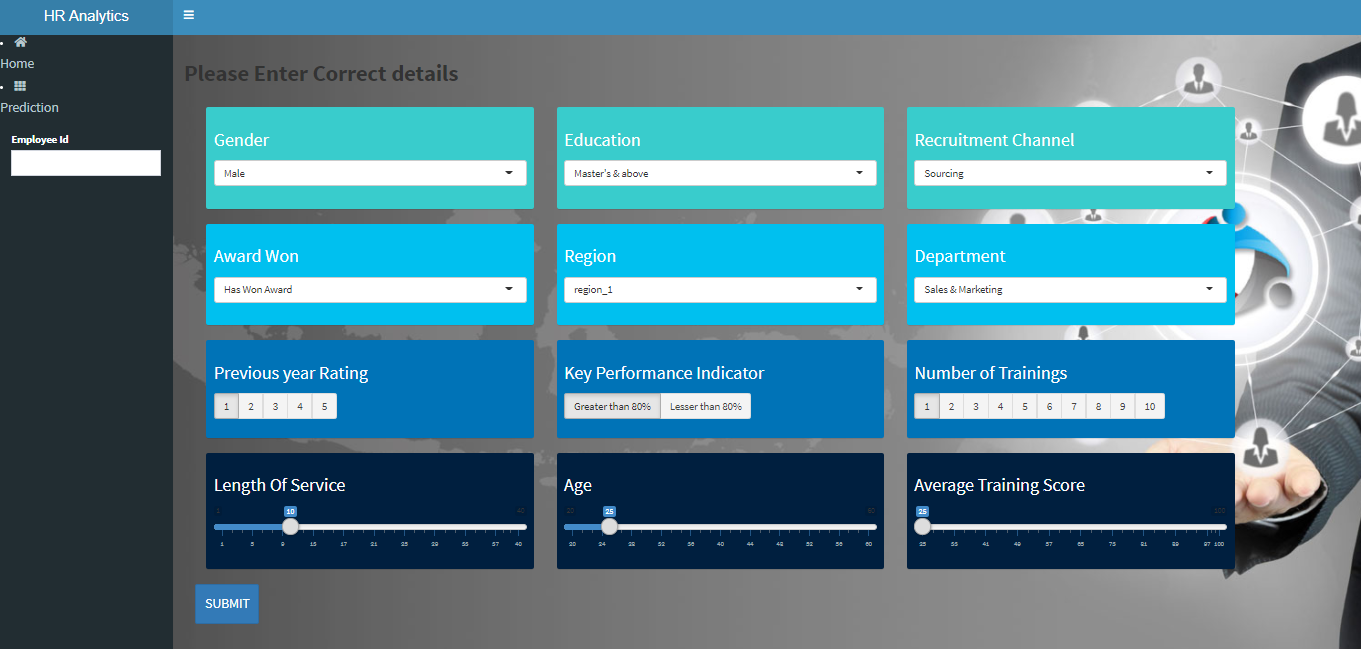 HR Analytics
Home
Prediction
Employee Id
Please Enter Correct details
Gender
Male
Education
Master's & above
Recruitment Channel
Sourcing
Award Won
Has Won Award
Region
region_1
Department
Sales & Marketing
Previous year Rating
1 2 3 4 5
Key Performance Indicator
Greater than 80% Lesser than 80%
Number of Trainings
1 2 3 4 5 6 7 8 9 10
Length Of Service
1 10 40
1 5 9 13 17 21 25 29 33 37 40
Age
20 25 60
20 24 28 32 36 40 44 48 52 56 60
Average Training Score
25 100
25 33 41 49 57 65 73 81 89 97 100
SUBMIT